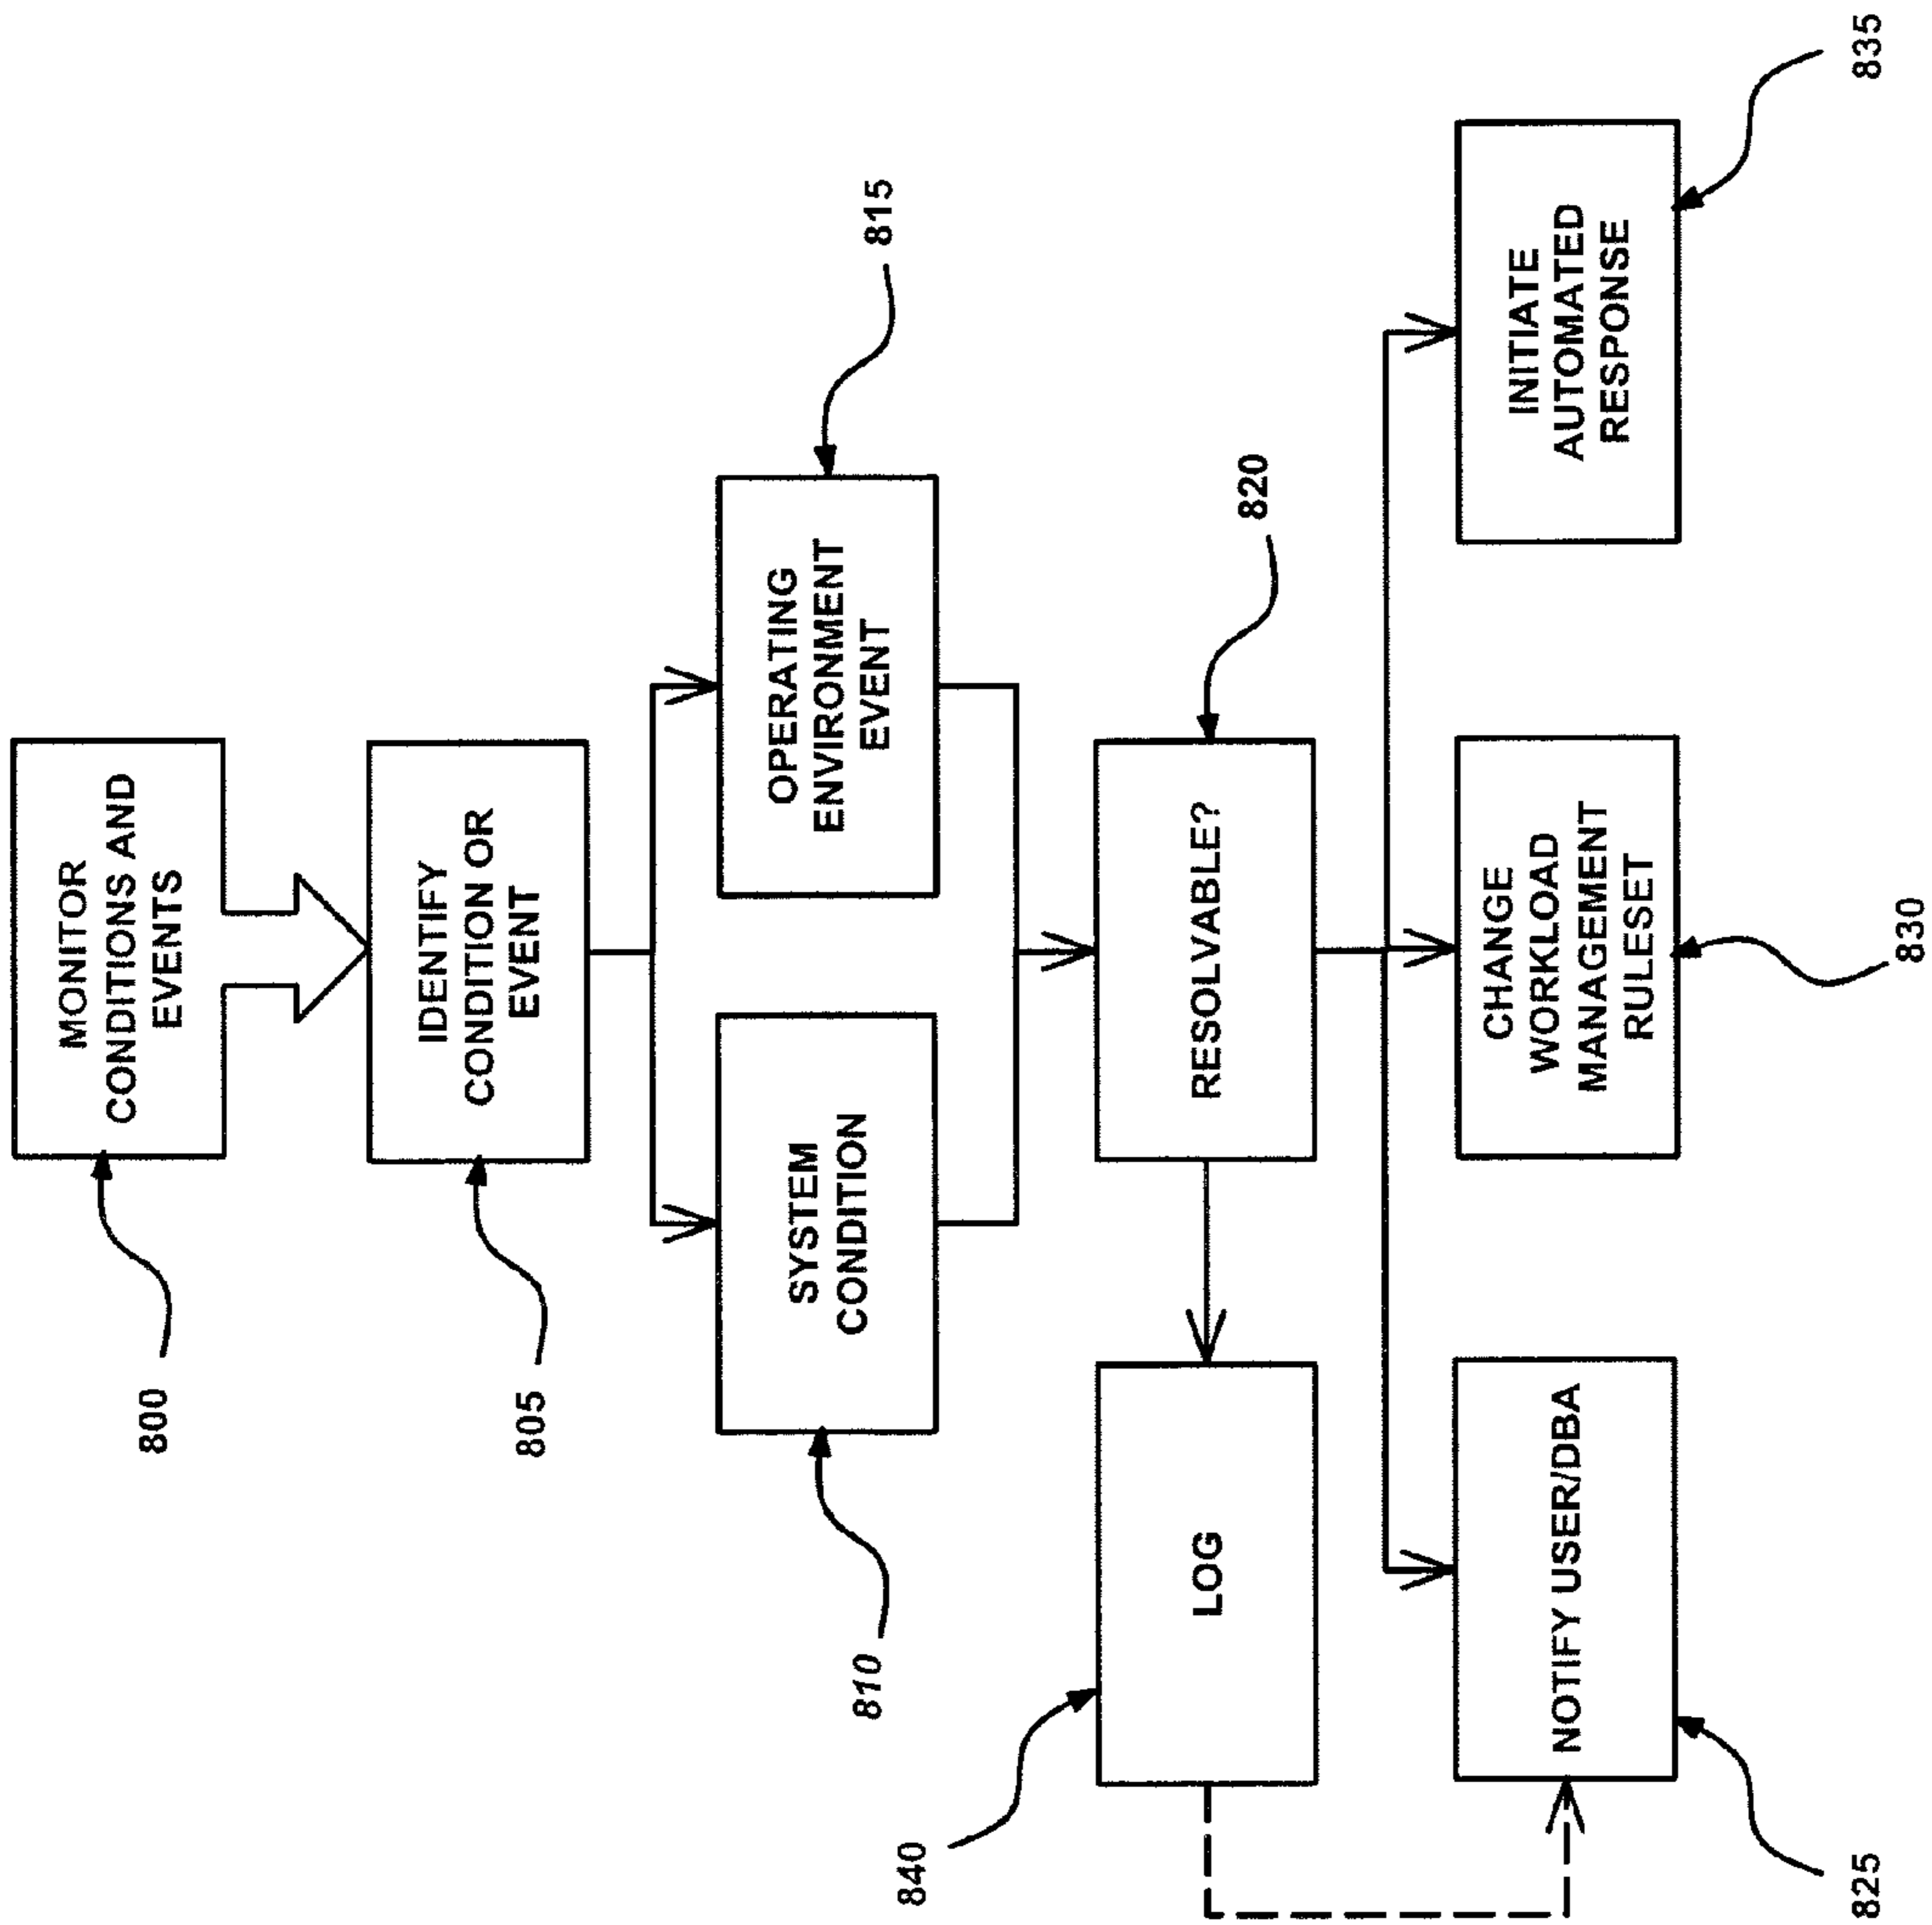 MONITOR
CONDITIONS AND
EVENTS
800
IDENTIFY
CONDITION OR
EVENT
805
SYSTEM
CONDITION
810
OPERATING
ENVIRONMENT
EVENT
815
RESOLVABLE?
820
LOG
840
NOTIFY USER/DBA
825
CHANGE
WORKLOAD
MANAGEMENT
RULESET
830
INITIATE
AUTOMATED
RESPONSE
835